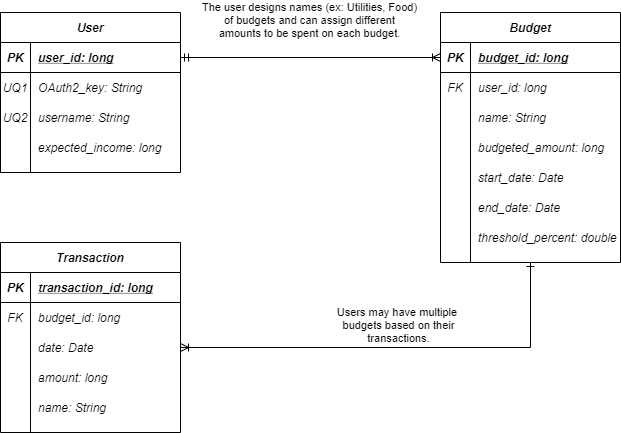 The user designs names (ex: Utilities, Food)
of budgets and can assign different
amounts to be spent on each budget.
User
PK user_id: long
UQ1 OAuth2_key: String
UQ2 username: String
expected_income: long
Budget
PK budget_id: long
FK user_id: long
name: String
budgeted_amount: long
start_date: Date
end_date: Date
threshold_percent: double
Transaction
PK transaction_id: long
FK budget_id: long
date: Date
amount: long
name: String
Users may have multiple
budgets based on their
transactions.